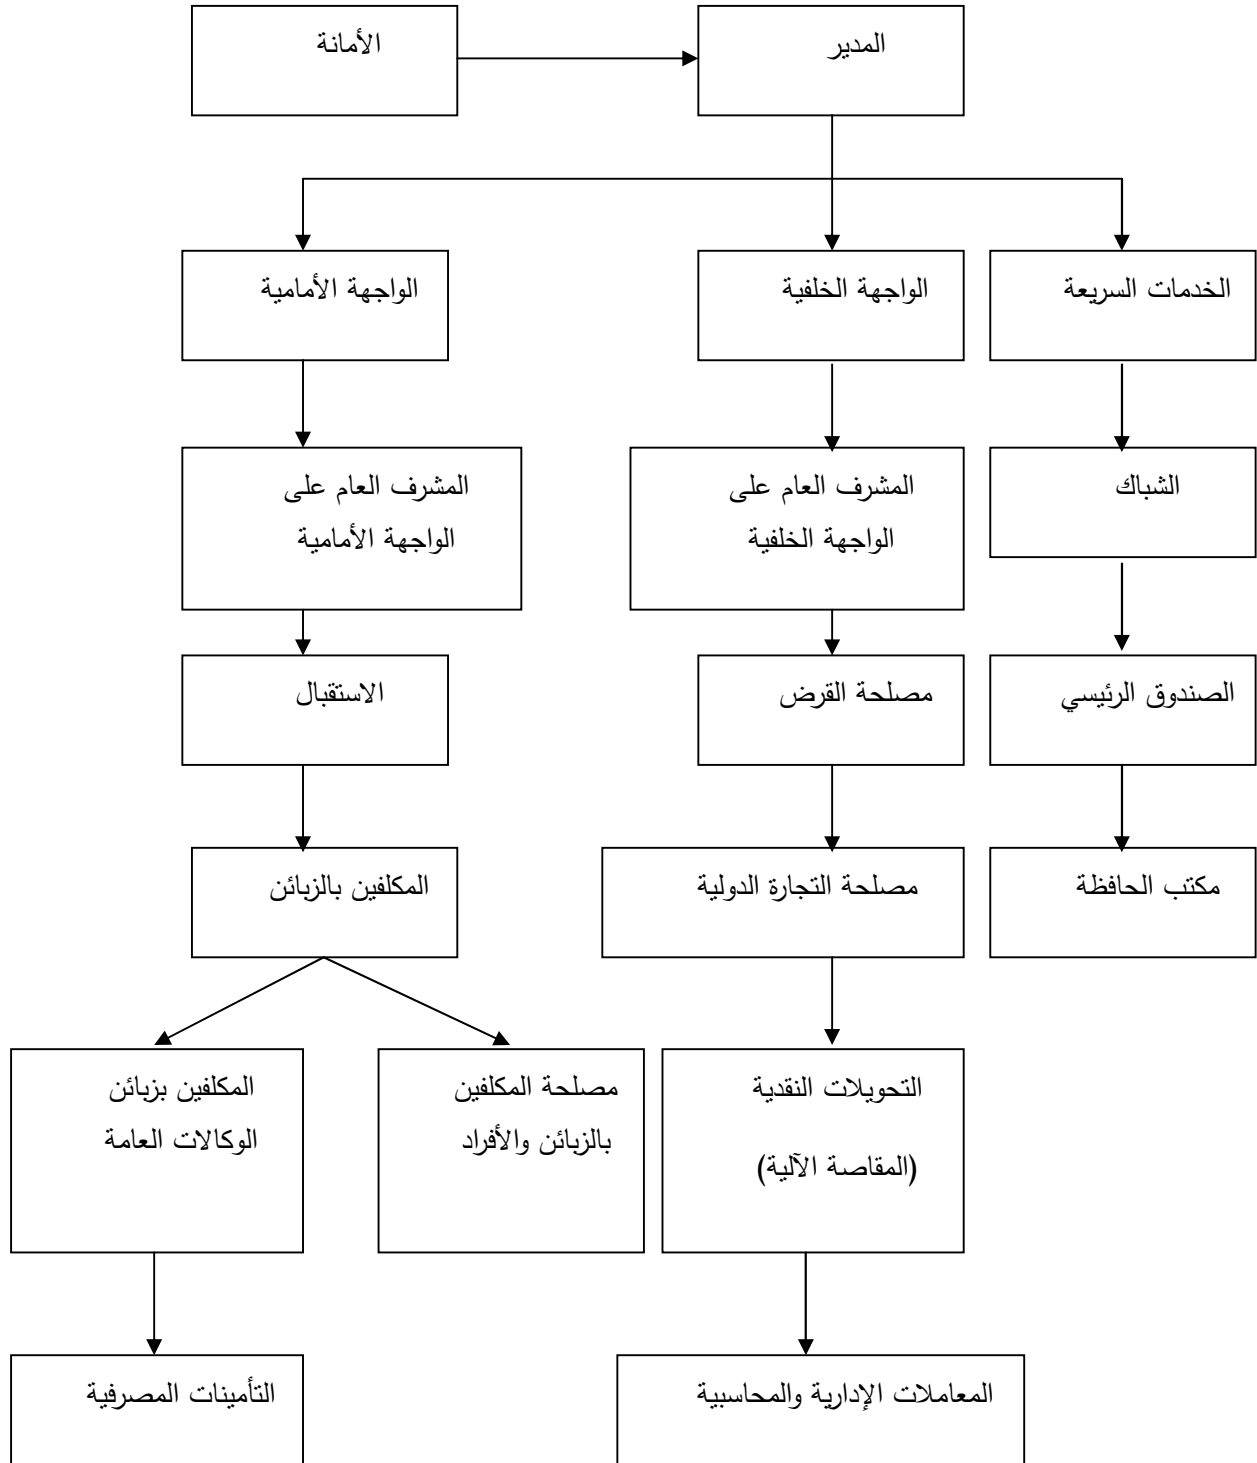 المدير
الأمانة
الخدمات السريعة
الواجهة الخلفية
الواجهة الأمامية
الشباك
المشرف العام على
الواجهة الخلفية
المشرف العام على
الواجهة الأمامية
الصندوق الرئيسي
مصلحة القرض
الاستقبال
مكتب الحافظة
مصلحة التجارة الدولية
المكلفين بالزبائن
التحويلات النقدية
(المقاصة الآلية)
مصلحة المكلفين
بالزبائن والأفراد
المكلفين بزبائن
الوكالات العامة
المعاملات الإدارية والمحاسبية
التأمينات المصرفية